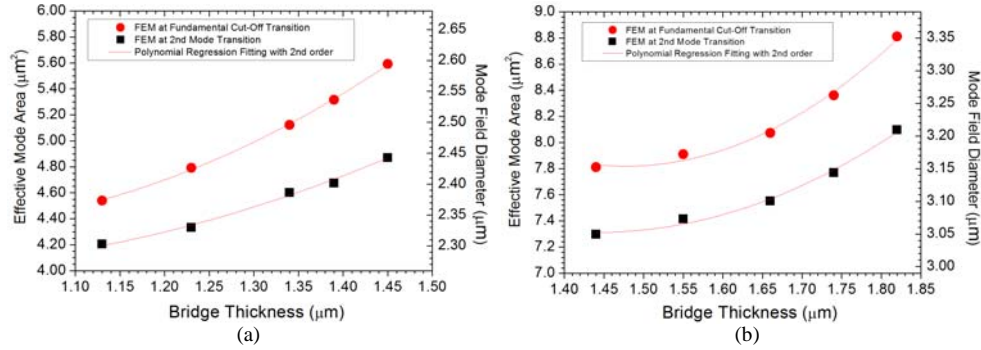 FEM at Fundamental Cut-Off Transition
FEM at 2nd Mode Transition
Polynomial Regression Fitting with 2nd order
Effective Mode Area (μm²)
6.00
5.80
5.60
5.40
5.20
5.00
4.80
4.60
4.40
4.20
4.00
Mode Field Diameter (μm)
2.65
2.60
2.55
2.50
2.45
2.40
2.35
2.30
1.10 1.15 1.20 1.25 1.30 1.35 1.40 1.45 1.50
Bridge Thickness (μm)
(a)
FEM at Fundamental Cut-Off Transition
FEM at 2nd Mode Transition
Polynomial Regression Fitting with 2nd order
Effective Mode Area (μm²)
9.0
8.8
8.6
8.4
8.2
8.0
7.8
7.6
7.4
7.2
7.0
Mode Field Diameter (μm)
3.35
3.30
3.25
3.20
3.15
3.10
3.05
3.00
1.40 1.45 1.50 1.55 1.60 1.65 1.70 1.75 1.80 1.85
Bridge Thickness (μm)
(b)